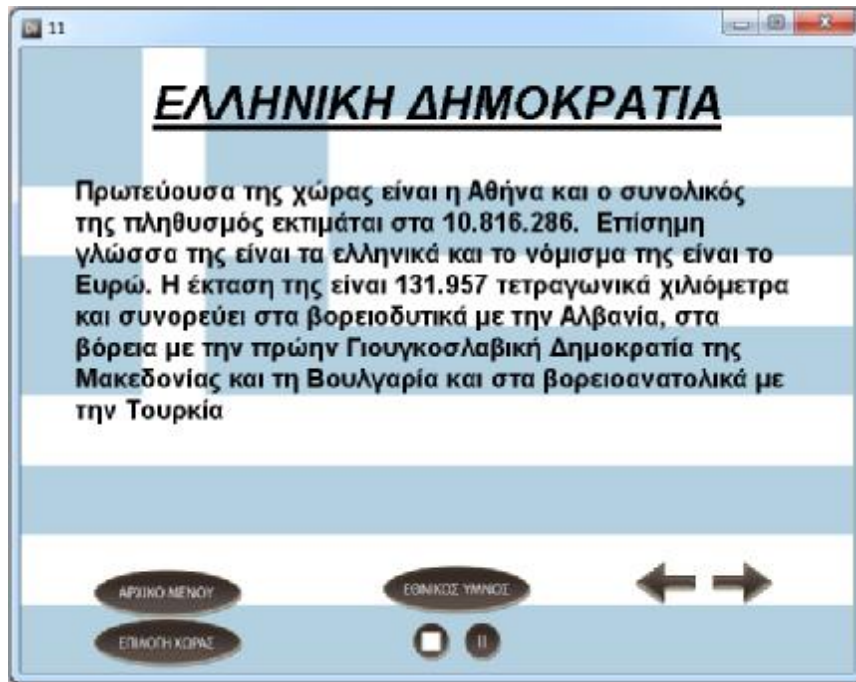 11
ΕΛΛΗΝΙΚΗ ΔΗΜΟΚΡΑΤΙΑ
Πρωτεύουσα της χώρας είναι η Αθήνα και ο συνολικός
της πληθυσμός εκτιμάται στα 10.816.286. Επίσημη
γλώσσα της είναι τα ελληνικά και το νόμισμα της είναι το
Ευρώ. Η έκταση της είναι 131.957 τετραγωνικά χιλιόμετρα
και συνορεύει στα βορειοδυτικά με την Αλβανία, στα
βόρεια με την πρώην Γιουγκοσλαβική Δημοκρατία της
Μακεδονίας και τη Βουλγαρία και στα βορειοανατολικά με
την Τουρκία
ΑΡΧΙΚΟ ΜΕΝΟΥ
ΕΘΝΙΚΟΣ ΥΜΝΟΣ
ΕΠΙΛΟΓΗ ΧΩΡΑΣ